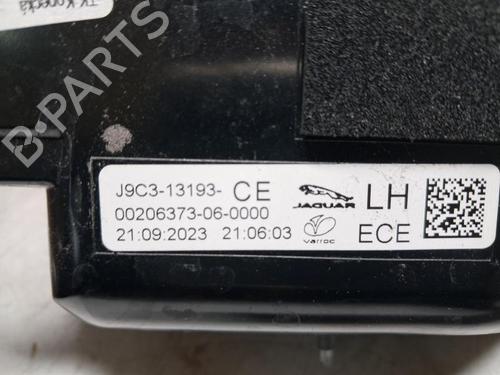 J9C3-13193- CE JAGUAR LH
00206373-06-0000
21:09:2023 21:06:03 varroc ECE
B-PARTS